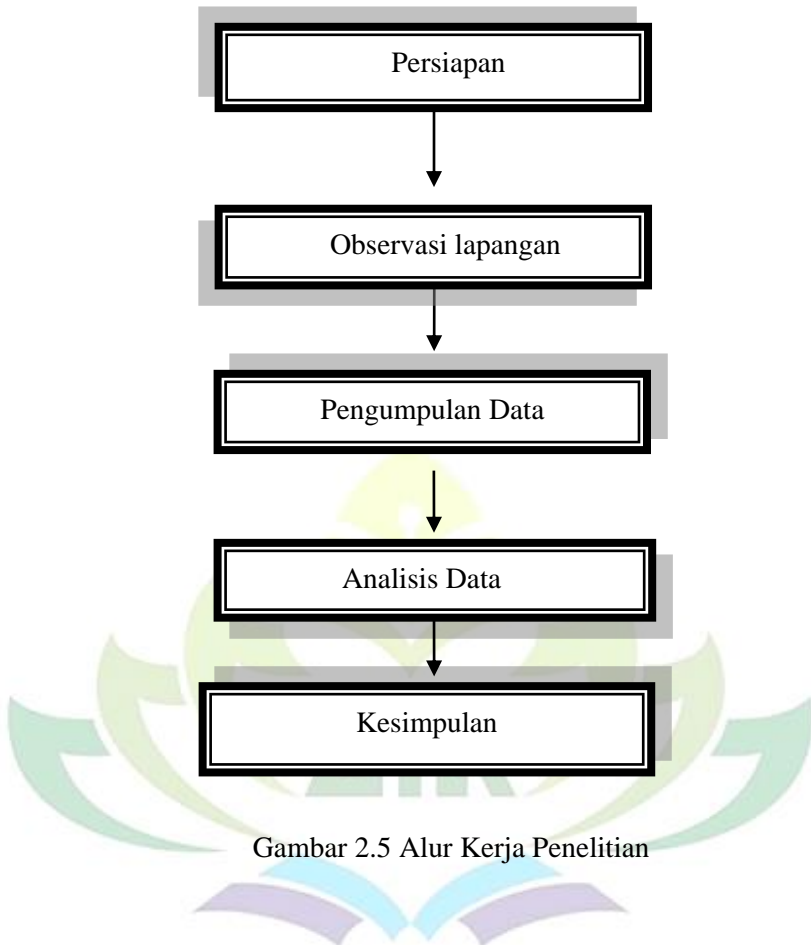 Persiapan
Observasi lapangan
Pengumpulan Data
Analisis Data
Kesimpulan
Gambar 2.5 Alur Kerja Penelitian